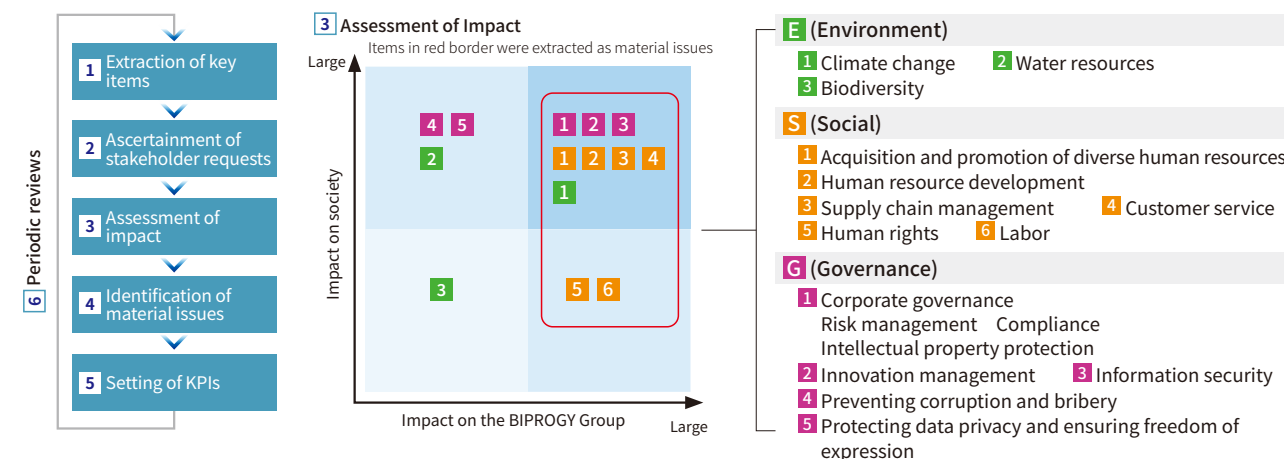 6 Periodic reviews
1 Extraction of key
items
2 Ascertainment of
stakeholder requests
3 Assessment of
impact
4 Identification of
material issues
5 Setting of KPIs
3 Assessment of Impact
Items in red border were extracted as material issues
Large
Impact on society
4 5 1 2 3
2 1 2 3 4
1
3 5 6
Impact on the BIPROGY Group
Large
E (Environment)
1 Climate change 2 Water resources
3 Biodiversity
S (Social)
1 Acquisition and promotion of diverse human resources
2 Human resource development
3 Supply chain management 4 Customer service
5 Human rights 6 Labor
G (Governance)
1 Corporate governance
Risk management Compliance
Intellectual property protection
2 Innovation management 3 Information security
4 Preventing corruption and bribery
5 Protecting data privacy and ensuring freedom of
expression